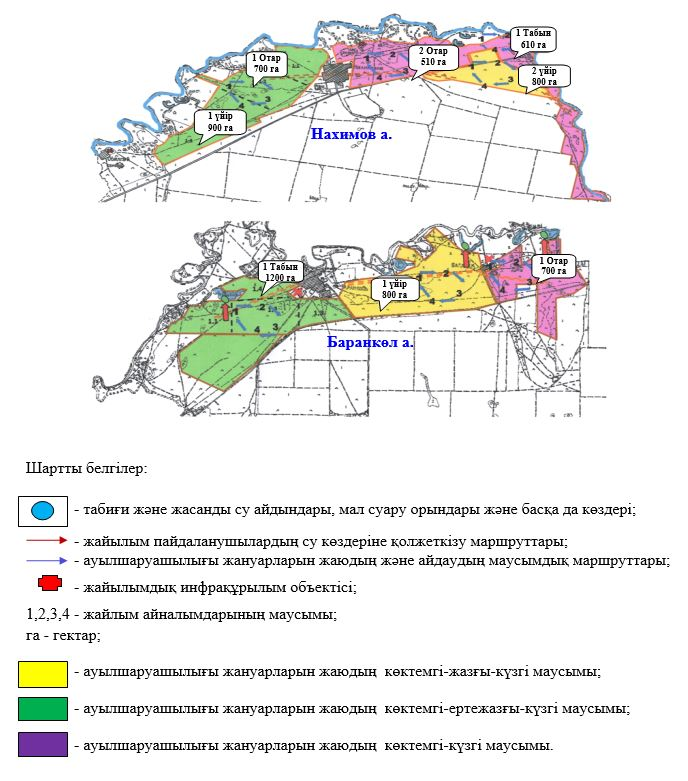 1 Табын
610 га
2 Отар
510 га
1 Отар
700 га
2 үйір
800 га
1 үйір
900 га
Нахимов а.
1 Табын
1200 га
1 Отар
700 га
1 үйір
800 га
Баранкөл а.
Шартты белгілер:
- табиғи және жасанды су айдындары, мал суару орындары және басқа да көздері;
- жайылым пайдаланушылардың су көздеріне қолжеткізу маршруттары;
- ауылшаруашылығы жануарларын жаюдың және айдаудың маусымдық маршруттары;
- жайылымдық инфрақұрылым объектісі;
1,2,3,4 - жайлым айналымдарының маусымы;
га - гектар;
- ауылшаруашылығы жануарларын жаюдың көктемгі-жазғы-күзгі маусымы;
- ауылшаруашылығы жануарларын жаюдың көктемгі-ертежазғы-күзгі маусымы;
- ауылшаруашылығы жануарларын жаюдың көктемгі-күзгі маусымы.